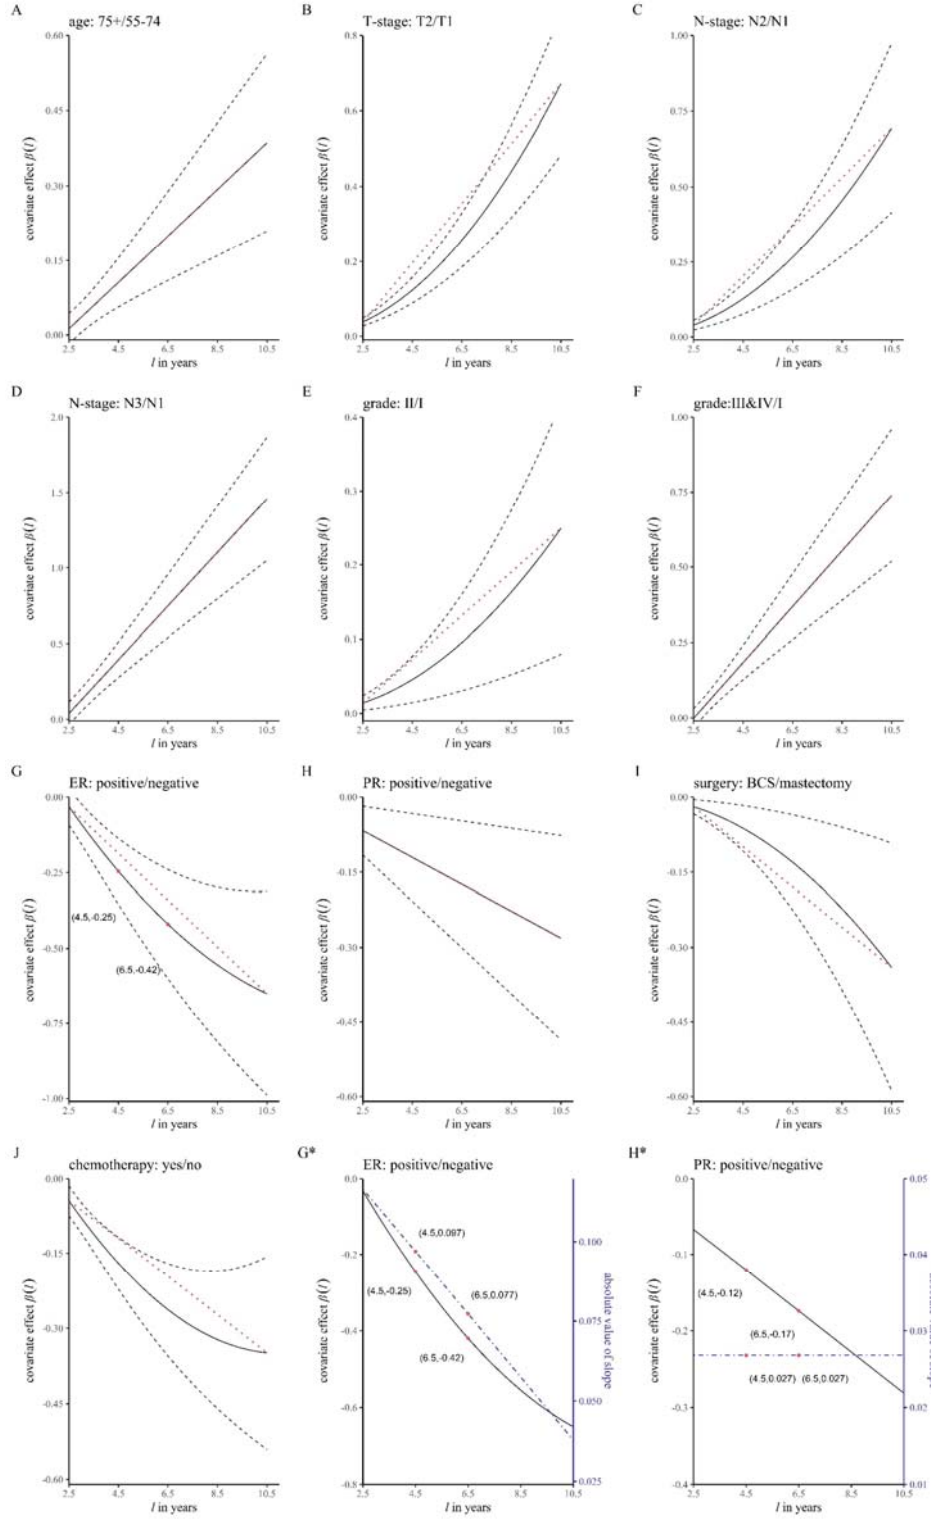 A
age: 75+/55-74
0.60
0.45
0.30
0.15
0.00
covariate effect β(l)
2.5 4.5 6.5 8.5 10.5
l in years
B
T-stage: T2/T1
0.8
0.6
0.4
0.2
0.0
covariate effect β(l)
2.5 4.5 6.5 8.5 10.5
l in years
C
N-stage: N2/N1
1.00
0.75
0.50
0.25
0.00
covariate effect β(l)
2.5 4.5 6.5 8.5 10.5
l in years
D
N-stage: N3/N1
2.0
1.5
1.0
0.5
0.0
covariate effect β(l)
2.5 4.5 6.5 8.5 10.5
l in years
E
grade: II/I
0.4
0.3
0.2
0.1
0.0
covariate effect β(l)
2.5 4.5 6.5 8.5 10.5
l in years
F
grade:III&IV/I
1.00
0.75
0.50
0.25
0.00
covariate effect β(l)
2.5 4.5 6.5 8.5 10.5
l in years
G
ER: positive/negative
0.00
-0.25
-0.50
-0.75
-1.00
covariate effect β(l)
(4.5,-0.25)
(6.5,-0.42)
2.5 4.5 6.5 8.5 10.5
l in years
H
PR: positive/negative
0.00
-0.15
-0.30
-0.45
-0.60
covariate effect β(l)
2.5 4.5 6.5 8.5 10.5
l in years
I
surgery: BCS/mastectomy
0.00
-0.15
-0.30
-0.45
-0.60
covariate effect β(l)
2.5 4.5 6.5 8.5 10.5
l in years
J
chemotherapy: yes/no
0.00
-0.15
-0.30
-0.45
-0.60
covariate effect β(l)
2.5 4.5 6.5 8.5 10.5
l in years
G*
ER: positive/negative
0.0
-0.2
-0.4
-0.6
-0.8
covariate effect β(l)
(4.5,0.097)
(4.5,-0.25)
(6.5,0.077)
(6.5,-0.42)
0.100
0.075
0.050
0.025
absolute value of slope
2.5 4.5 6.5 8.5 10.5
l in years
H*
PR: positive/negative
0.0
-0.1
-0.2
-0.3
-0.4
covariate effect β(l)
(4.5,-0.12)
(6.5,-0.17)
(4.5,0.027) (6.5,0.027)
0.05
0.04
0.03
0.02
0.01
2.5 4.5 6.5 8.5 10.5
l in years